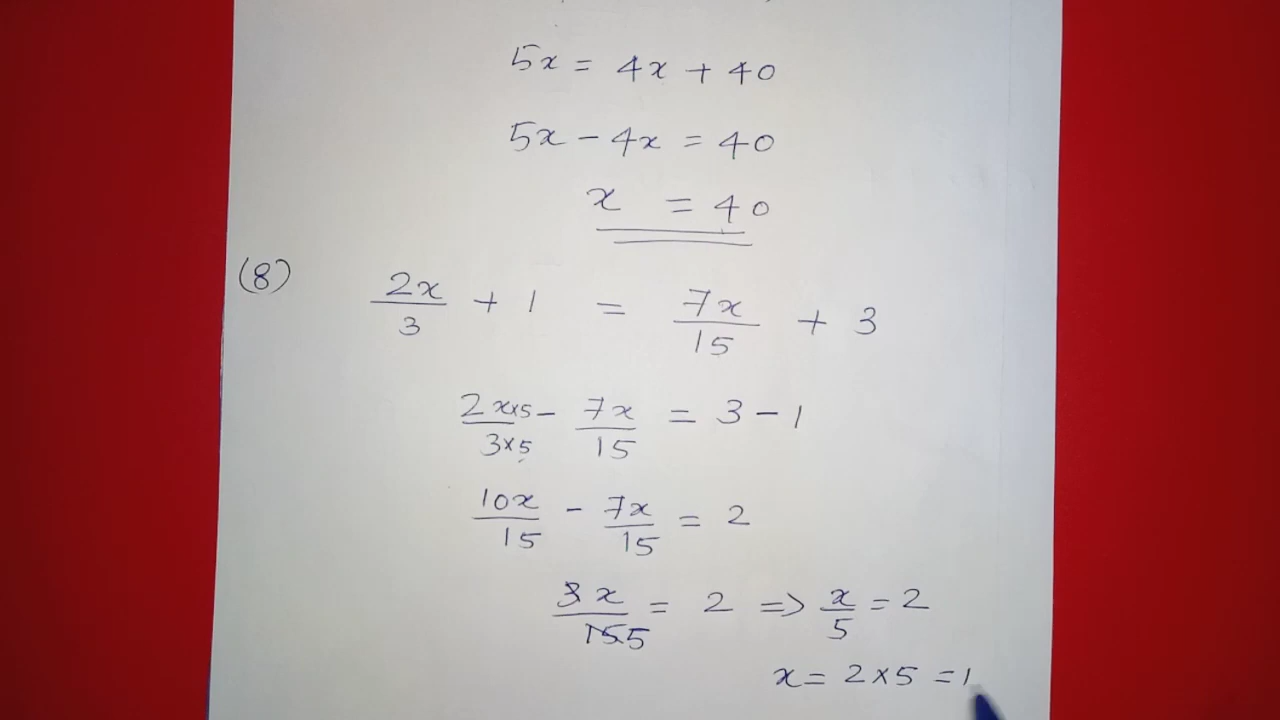 5x = 4x + 40
5x - 4x = 40
x = 40
(8) 2x/3 + 1 = 7x/15 + 3
2x×5/3×5 - 7x/15 = 3 - 1
10x/15 - 7x/15 = 2
3x/15 5 = 2 => x/5 = 2
x = 2×5 = 1